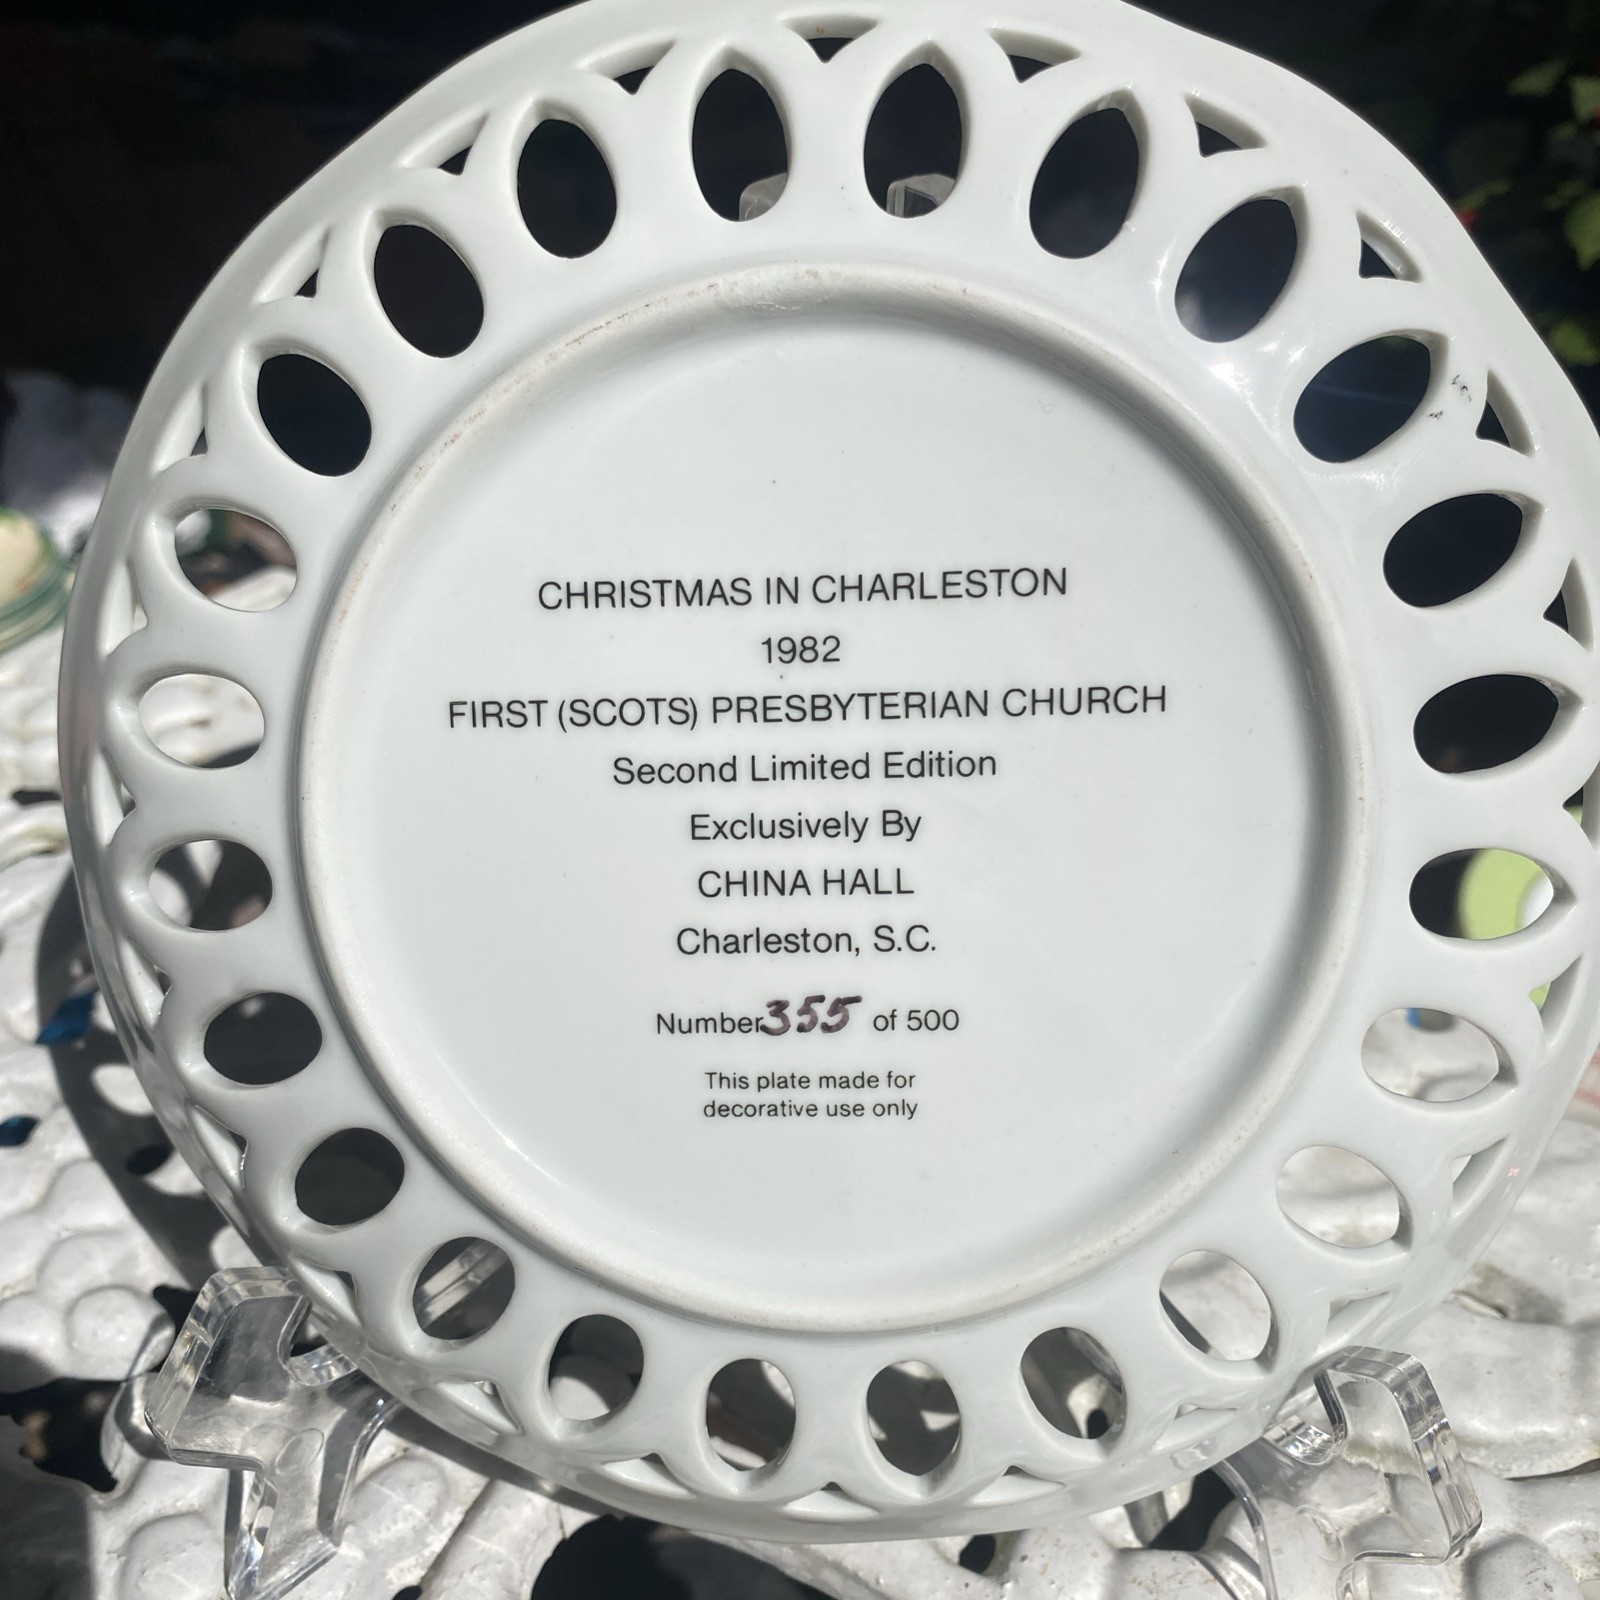 CHRISTMAS IN CHARLESTON
1982
FIRST (SCOTS) PRESBYTERIAN CHURCH
Second Limited Edition
Exclusively By
CHINA HALL
Charleston, S.C.
Number 355 of 500
This plate made for
decorative use only